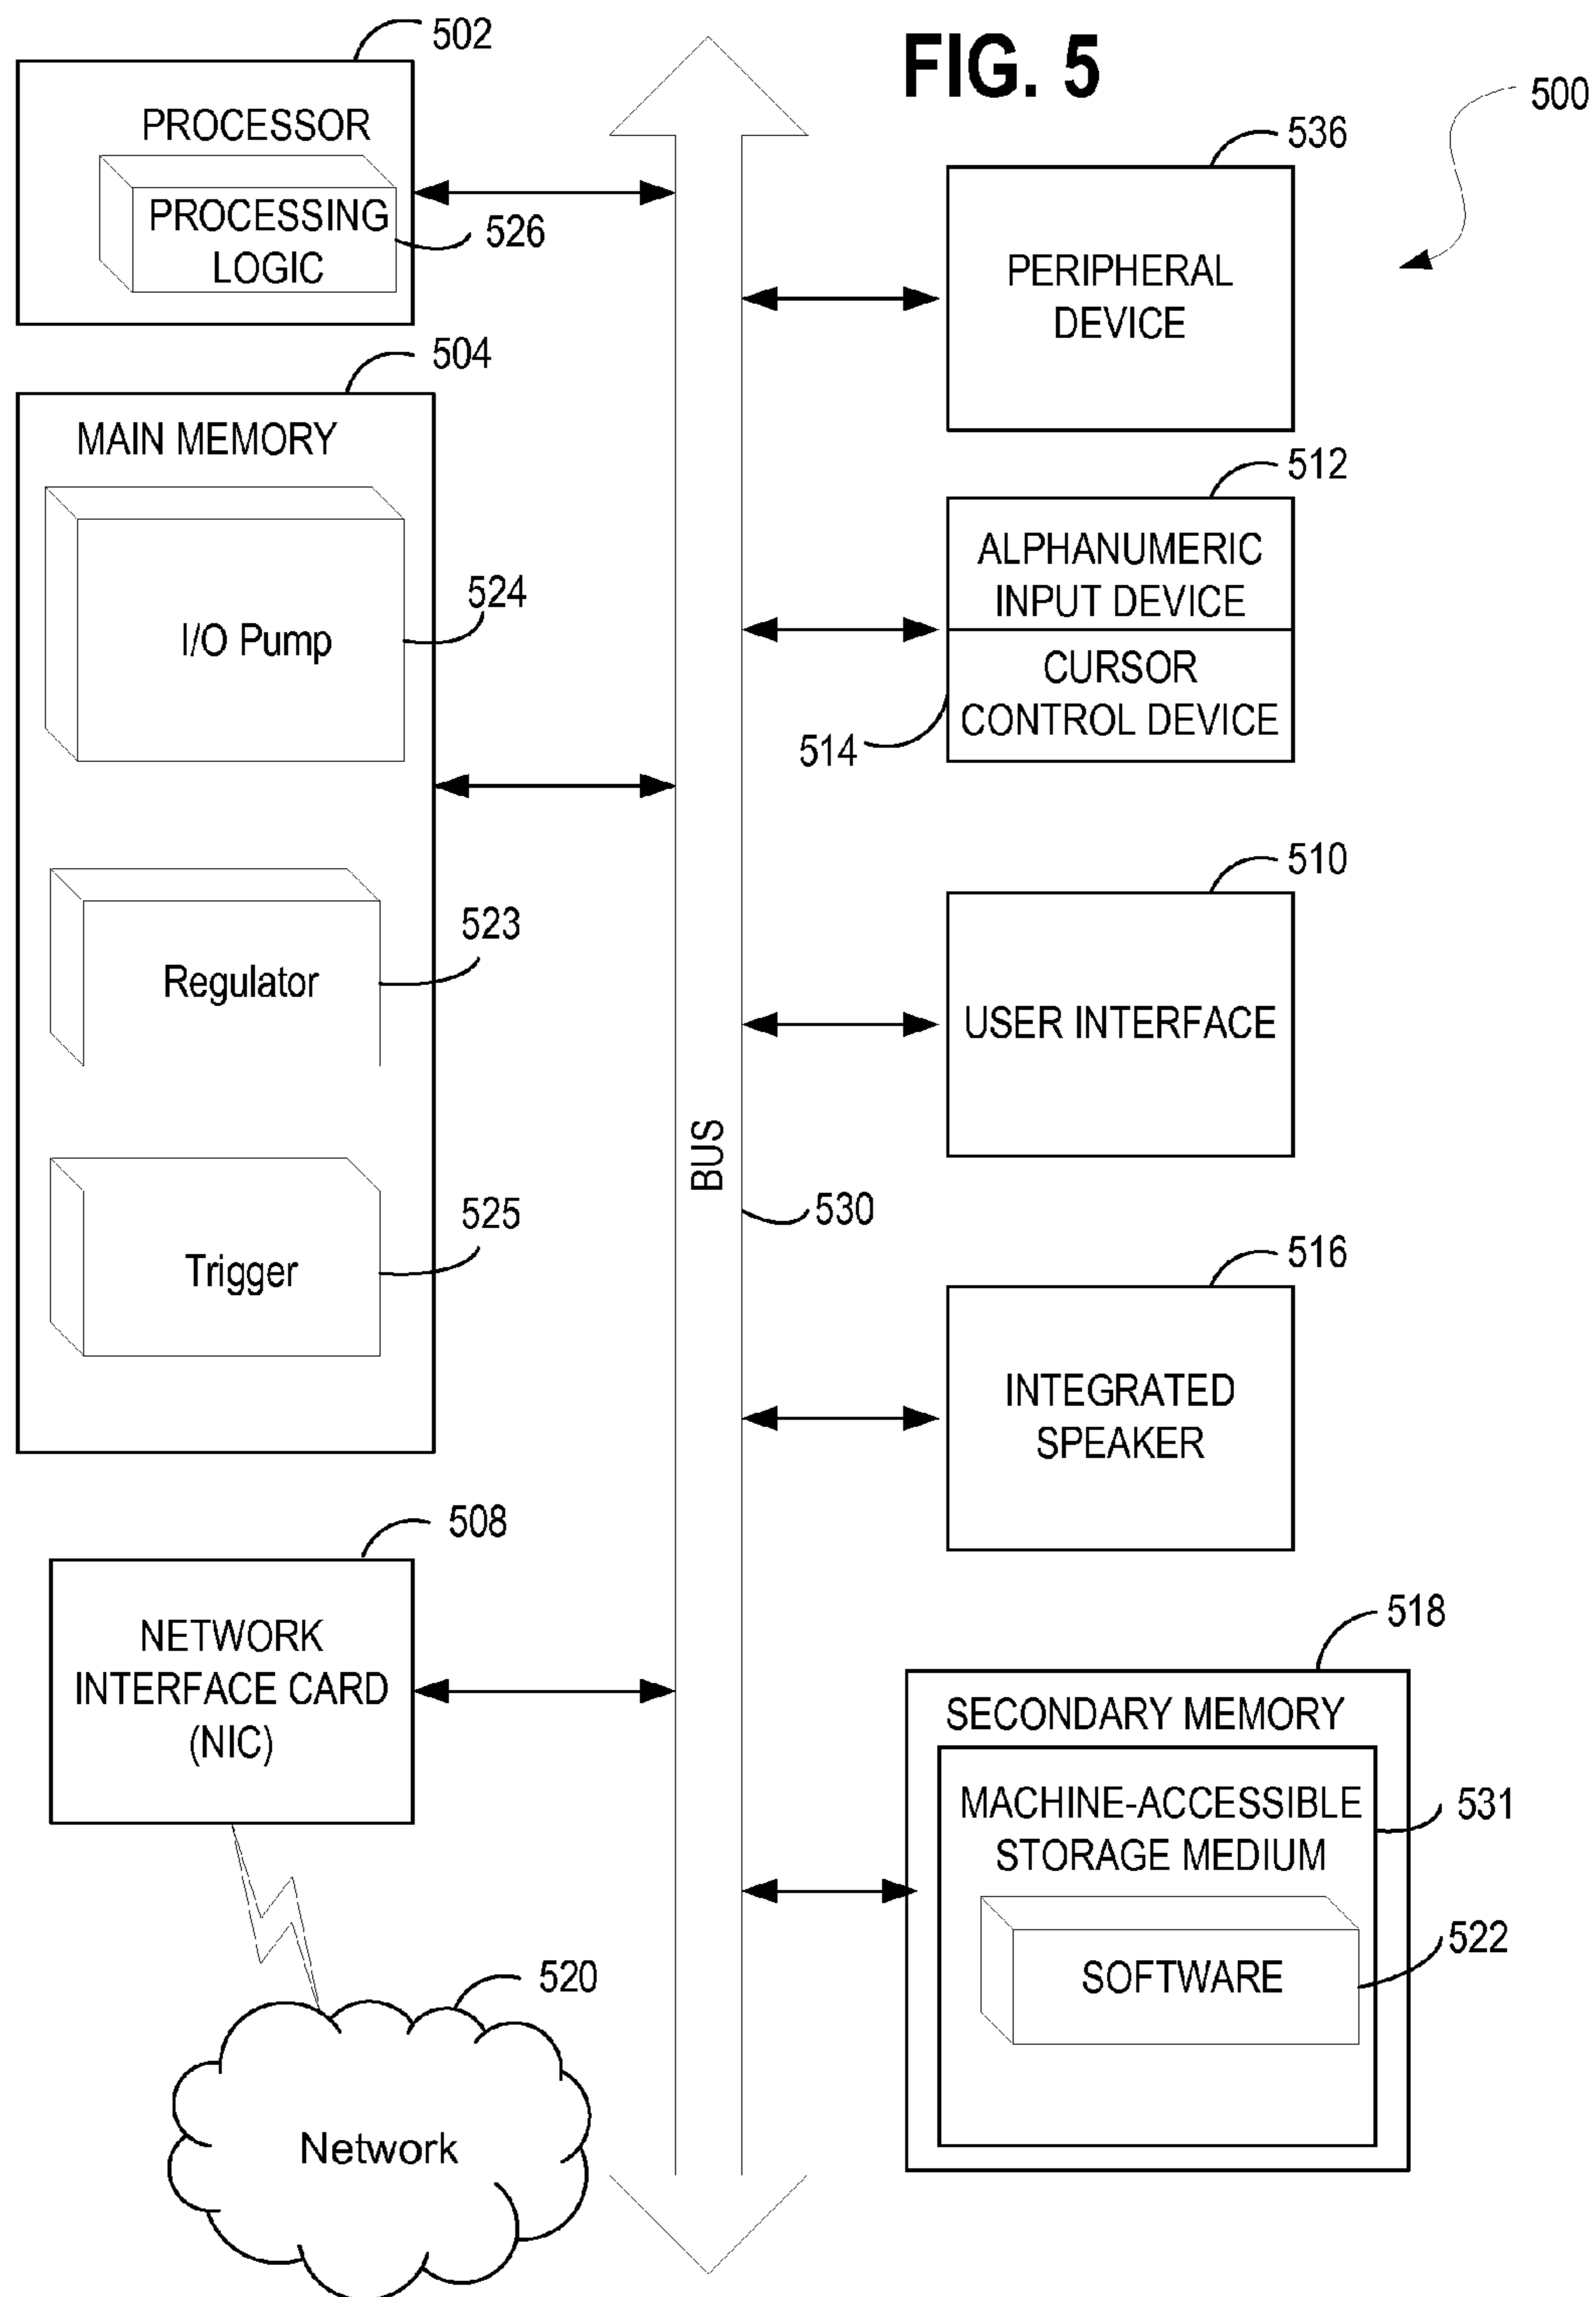 FIG. 5
500
502
PROCESSOR
PROCESSING
LOGIC
526
504
MAIN MEMORY
I/O Pump
524
Regulator
523
Trigger
525
508
NETWORK
INTERFACE CARD
(NIC)
520
Network
BUS
530
536
PERIPHERAL
DEVICE
512
ALPHANUMERIC
INPUT DEVICE
CURSOR
CONTROL DEVICE
514
510
USER INTERFACE
516
INTEGRATED
SPEAKER
518
SECONDARY MEMORY
MACHINE-ACCESSIBLE
STORAGE MEDIUM
531
SOFTWARE
522